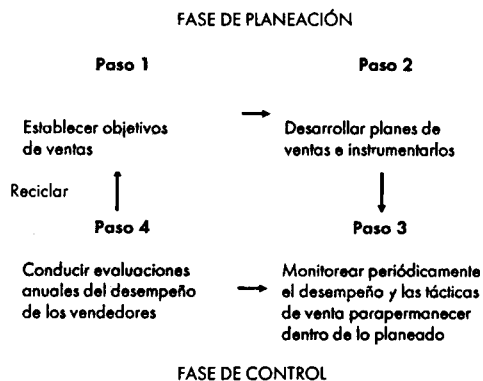 FASE DE PLANEACIÓN
Paso 1
Paso 2
Establecer objetivos
de ventas
Desarrollar planes de
ventas e instrumentarlos
Reciclar
Paso 4
Paso 3
Conducir evaluaciones
anuales del desempeño
de los vendedores
Monitorear periódicamente
el desempeño y las tácticas
de venta parapermanecer
dentro de lo planeado
FASE DE CONTROL